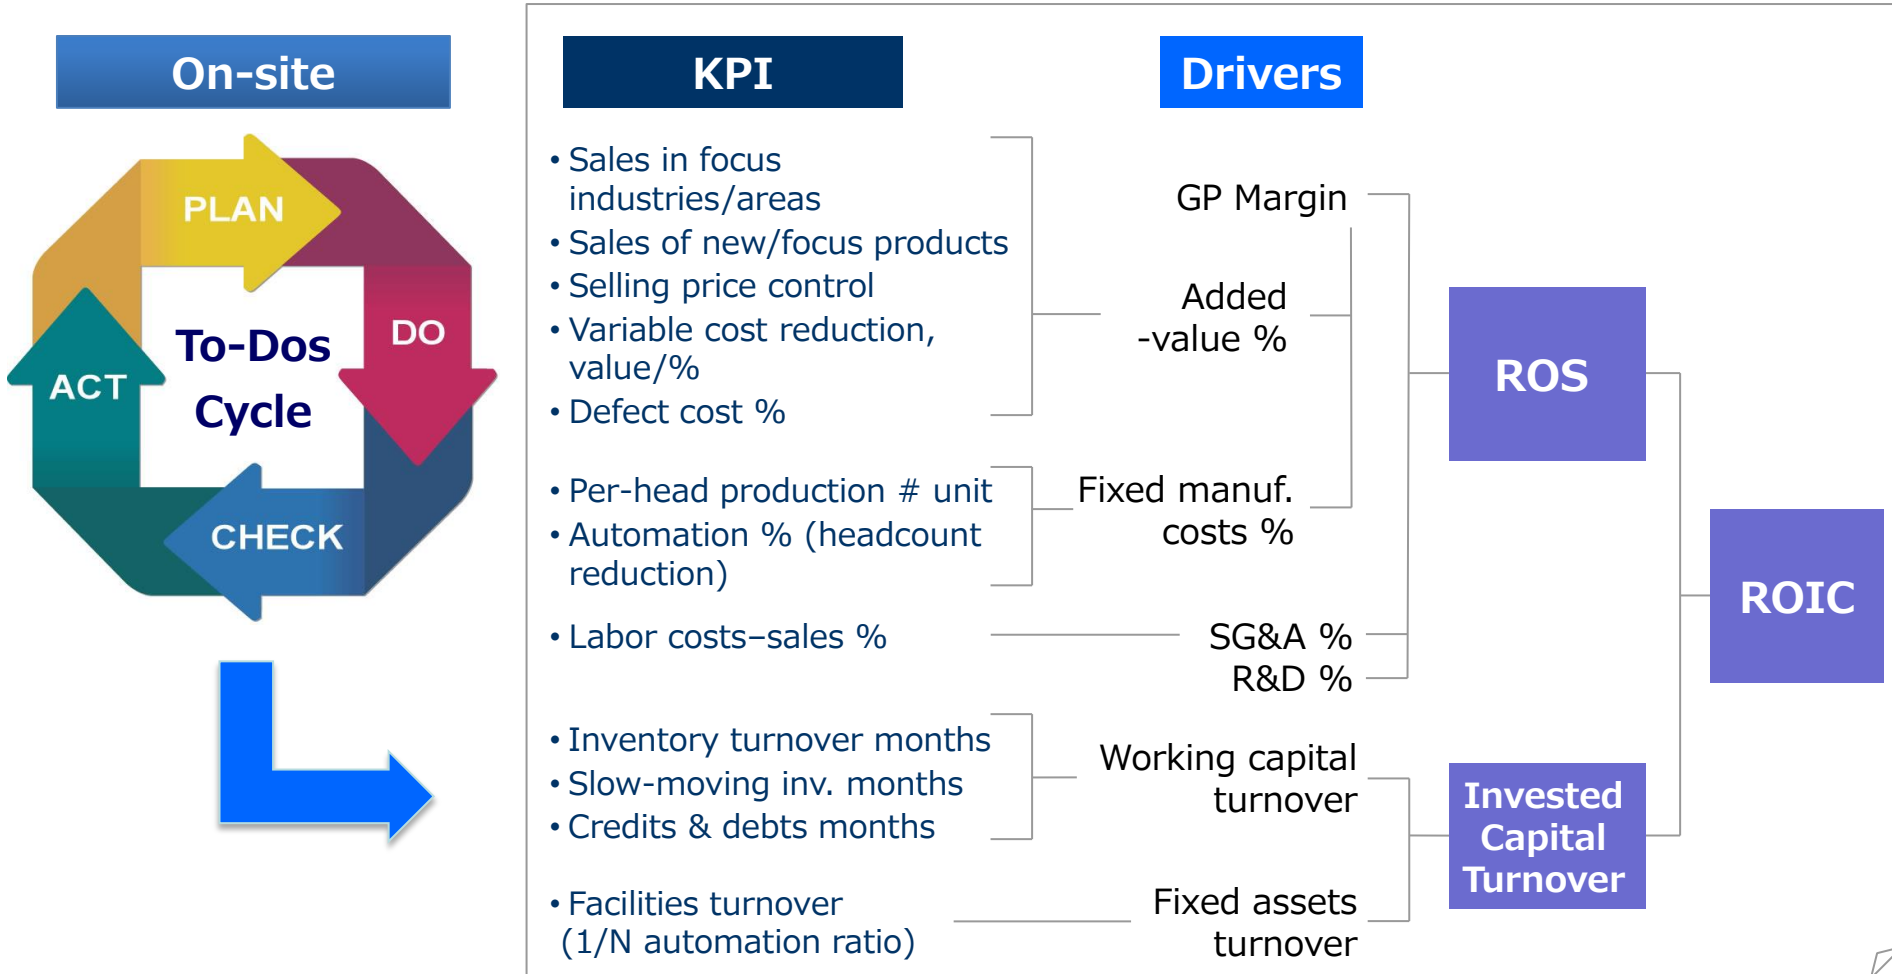 On-site
PLAN
DO
CHECK
ACT
To-Dos
Cycle
KPI
• Sales in focus
industries/areas
• Sales of new/focus products
• Selling price control
• Variable cost reduction,
value/%
• Defect cost %
• Per-head production # unit
• Automation % (headcount
reduction)
• Labor costs–sales %
• Inventory turnover months
• Slow-moving inv. months
• Credits & debts months
• Facilities turnover
(1/N automation ratio)
Drivers
GP Margin
Added
-value %
Fixed manuf.
costs %
SG&A %
R&D %
Working capital
turnover
Fixed assets
turnover
ROS
Invested
Capital
Turnover
ROIC